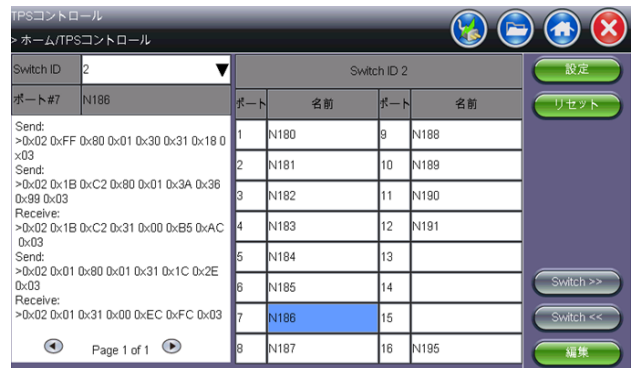 TPSコントロール
> ホーム/TPSコントロール
Switch ID 2
ポート#7 N186
Send:
>0x02 0xFF 0x80 0x01 0x30 0x31 0x18 0
x03
Send:
>0x02 0x1B 0xC2 0x80 0x01 0x3A 0x36
0x99 0x03
Receive:
>0x02 0x1B 0xC2 0x31 0x00 0xB5 0xAC
0x03
Send:
>0x02 0x01 0x80 0x01 0x31 0x1C 0x2E
0x03
Receive:
>0x02 0x01 0x31 0x00 0xEC 0xFC 0x03
Page 1 of 1
Switch ID 2
ポート 名前 ポート 名前
1 N180 9 N188
2 N181 10 N189
3 N182 11 N190
4 N183 12 N191
5 N184 13
6 N185 14
7 N186 15
8 N187 16 N195
設定
リセット
Switch >>
Switch <<
編集